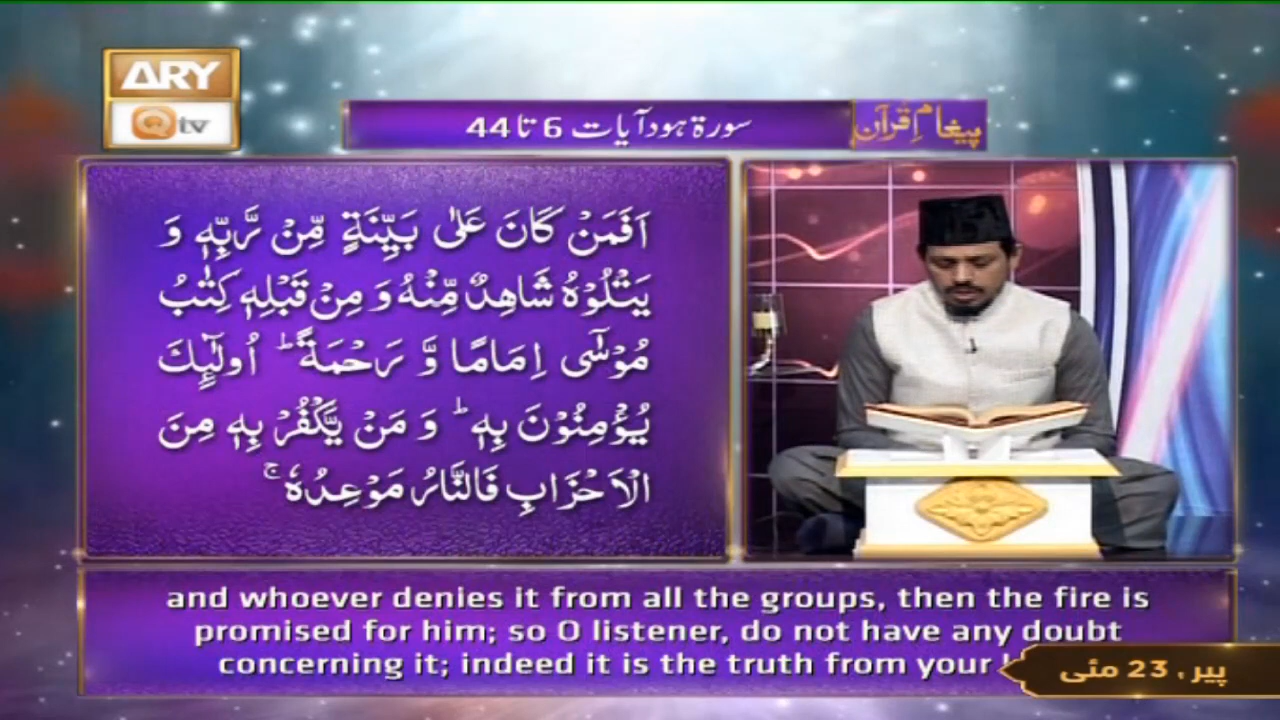 ARY
Qtv
سورۃ ہود آیات 6 تا 44
پیغامِ قرآن
اَفَمَنْ كَانَ عَلٰى بَيِّنَةٍ مِّنْ رَّبِّهٖ وَ
يَتْلُوْهُ شَاهِدٌ مِّنْهُ وَ مِنْ قَبْلِهٖ كِتٰبُ
مُوْسٰٓى اِمَامًا وَّ رَحْمَةً ؕ اُولٰٓىِٕكَ
يُؤْمِنُوْنَ بِهٖ ؕ وَ مَنْ يَّكْفُرْ بِهٖ مِنَ
الْاَحْزَابِ فَالنَّارُ مَوْعِدُهٗ ۚ
and whoever denies it from all the groups, then the fire is
promised for him; so O listener, do not have any doubt
concerning it; indeed it is the truth from your
پیر، 23 مئی